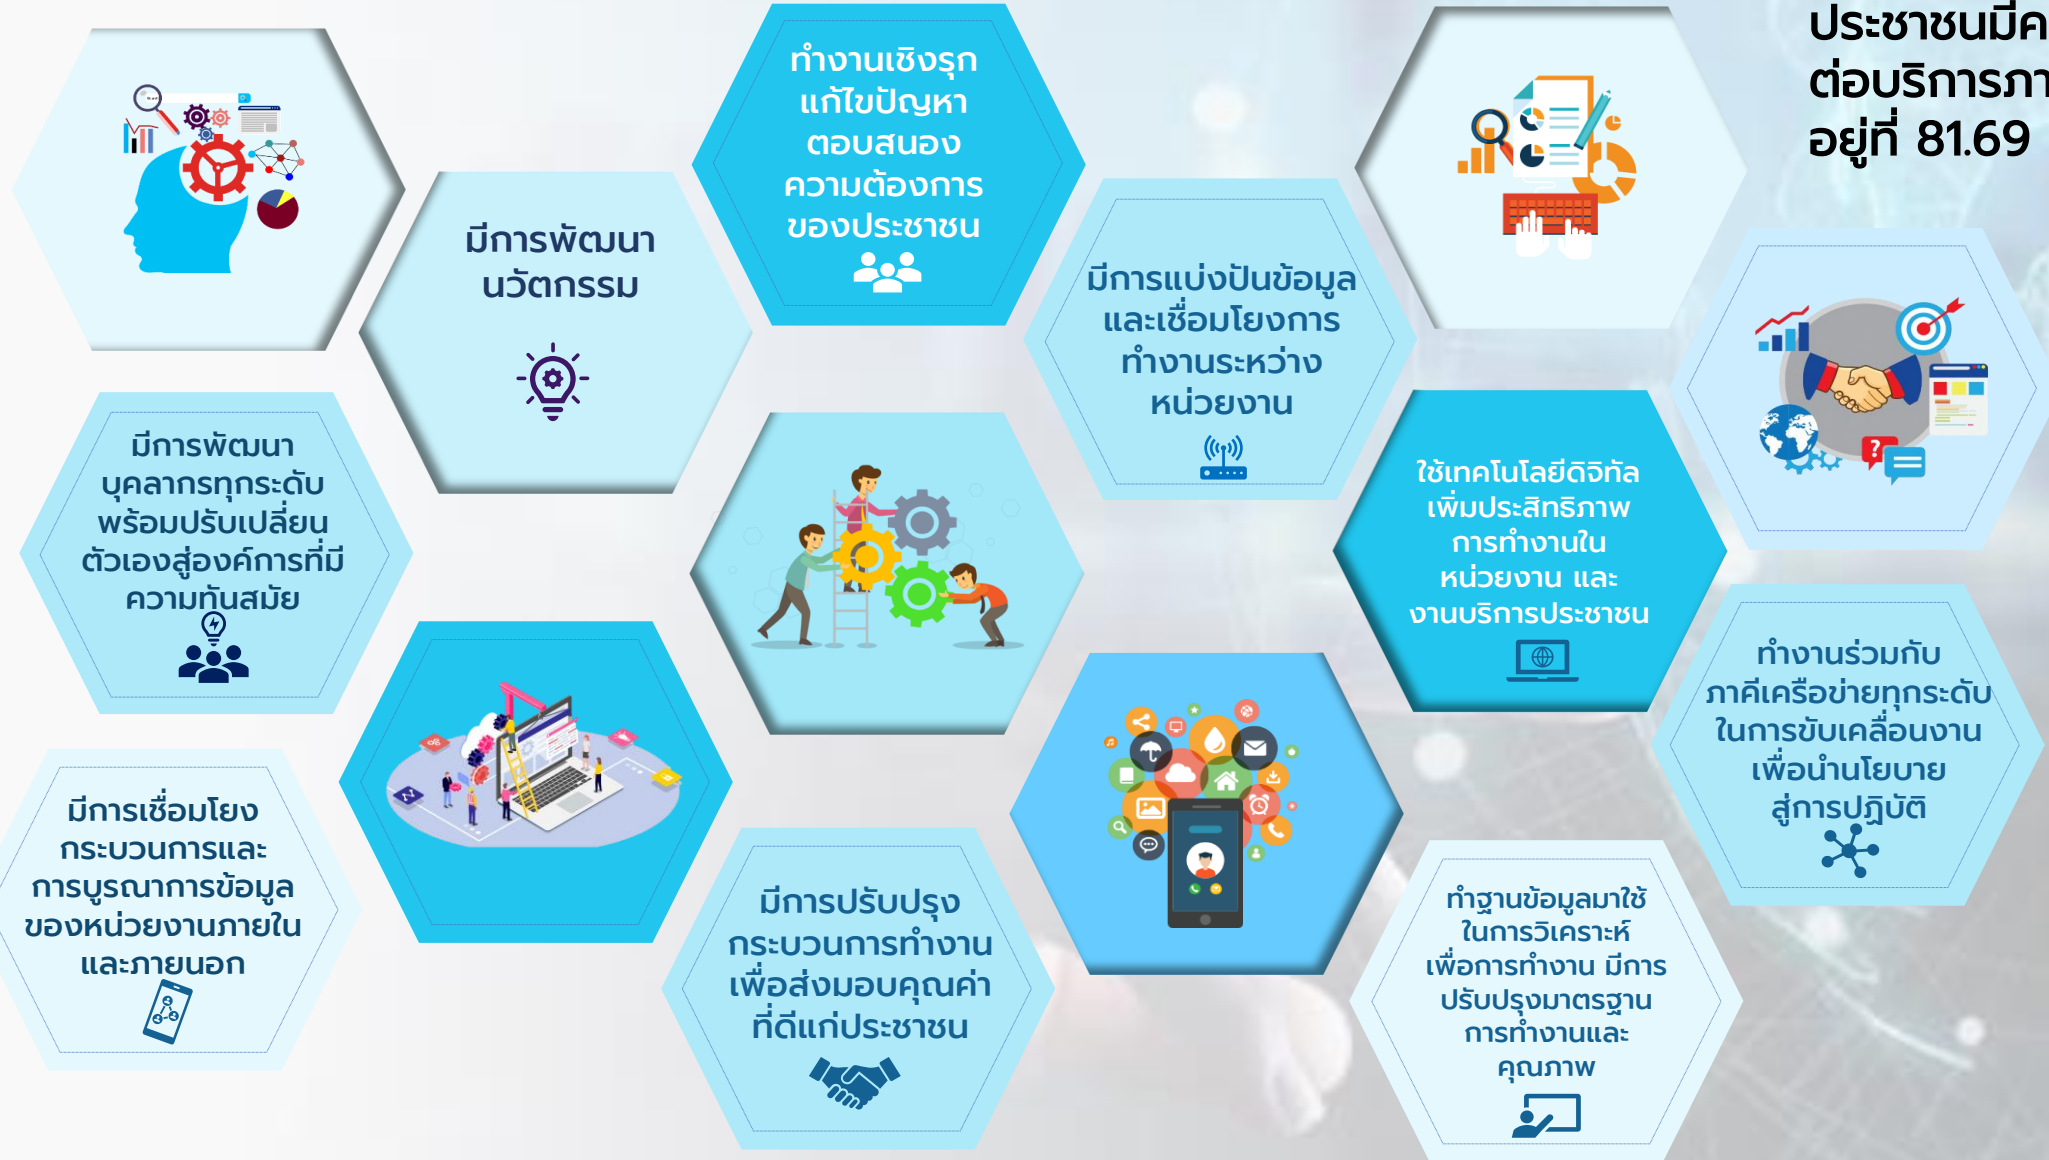 ประชาชนมีค
ต่อบริการภา
อยู่ที่ 81.69
ทำงานเชิงรุก
แก้ไขปัญหา
ตอบสนอง
ความต้องการ
ของประชาชน
มีการพัฒนา
นวัตกรรม
มีการแบ่งปันข้อมูล
และเชื่อมโยงการ
ทำงานระหว่าง
หน่วยงาน
มีการพัฒนา
บุคลากรทุกระดับ
พร้อมปรับเปลี่ยน
ตัวเองสู่องค์การที่มี
ความทันสมัย
ใช้เทคโนโลยีดิจิทัล
เพิ่มประสิทธิภาพ
การทำงานใน
หน่วยงาน และ
งานบริการประชาชน
ทำงานร่วมกับ
ภาคีเครือข่ายทุกระดับ
ในการขับเคลื่อนงาน
เพื่อนำนโยบาย
สู่การปฏิบัติ
มีการเชื่อมโยง
กระบวนการและ
การบูรณาการข้อมูล
ของหน่วยงานภายใน
และภายนอก
มีการปรับปรุง
กระบวนการทำงาน
เพื่อส่งมอบคุณค่า
ที่ดีแก่ประชาชน
ทำฐานข้อมูลมาใช้
ในการวิเคราะห์
เพื่อการทำงาน มีการ
ปรับปรุงมาตรฐาน
การทำงานและ
คุณภาพ